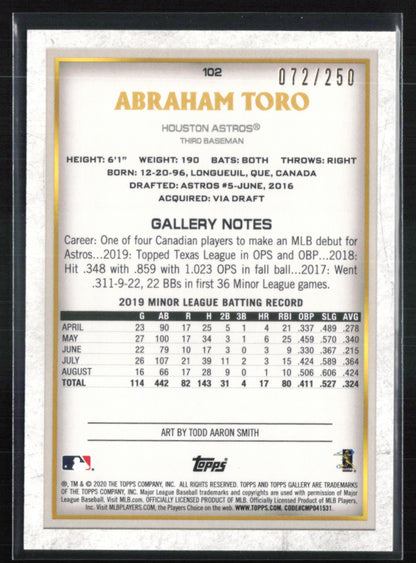 102
072/250
ABRAHAM TORO
HOUSTON ASTROS®
THIRD BASEMAN
HEIGHT: 6'1" WEIGHT: 190 BATS: BOTH THROWS: RIGHT
BORN: 12-20-96, LONGUEUIL, QUE, CANADA
DRAFTED: ASTROS #5-JUNE, 2016
ACQUIRED: VIA DRAFT
GALLERY NOTES
Career: One of four Canadian players to make an MLB debut for
Astros...2019: Topped Texas League in OPS and OBP...2018:
Hit .348 with .859 with 1.023 OPS in fall ball...2017: Went
.311-9-22, 22 BBs in first 36 Minor League games.
2019 MINOR LEAGUE BATTING RECORD
G AB R H 2B 3B HR RBI OBP SLG AVG
APRIL 23 90 17 25 5 1 4 21 .337 .489 .278
MAY 27 100 17 34 3 1 6 25 .459 .570 .340
JUNE 22 79 10 17 3 0 3 9 .330 .367 .215
JULY 26 107 21 39 11 2 3 15 .424 .589 .364
AUGUST 16 66 17 28 9 0 1 10 .506 .606 .424
TOTAL 114 442 82 143 31 4 17 80 .411 .527 .324
ART BY TODD AARON SMITH
Topps
®, TM & © 2020 THE TOPPS COMPANY, INC. ALL RIGHTS RESERVED. TOPPS AND TOPPS GALLERY ARE TRADEMARKS
OF THE TOPPS COMPANY, INC. Major League Baseball trademarks and copyrights are used with permission of Major
League Baseball. Visit MLB.com. OFFICIALLY LICENSED PRODUCT OF MLB. Officially Licensed Product of MLB Players,
Inc. Visit MLBPLAYERS.COM, the Players Choice on the web. WWW.TOPPS.COM. CODE#CMP041531.